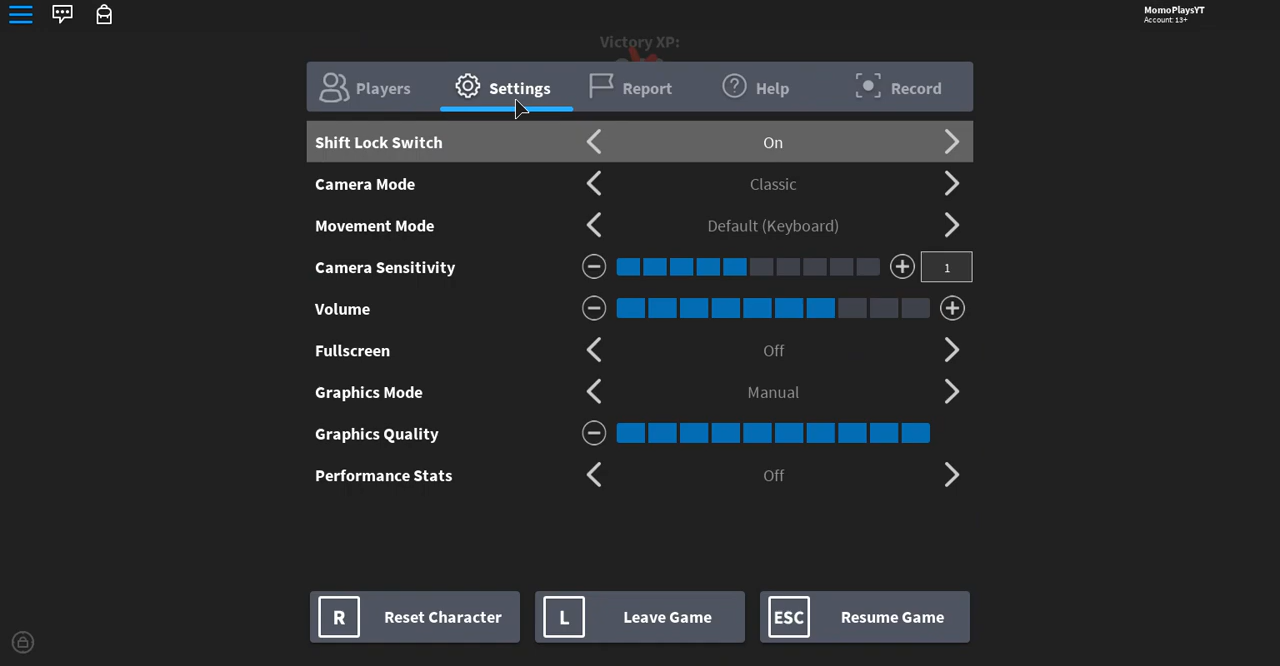 MomoPlaysYT
Account: 13+
Victory XP:
Players Settings Report Help Record
Shift Lock Switch On
Camera Mode Classic
Movement Mode Default (Keyboard)
Camera Sensitivity 1
Volume
Fullscreen Off
Graphics Mode Manual
Graphics Quality
Performance Stats Off
R Reset Character L Leave Game ESC Resume Game